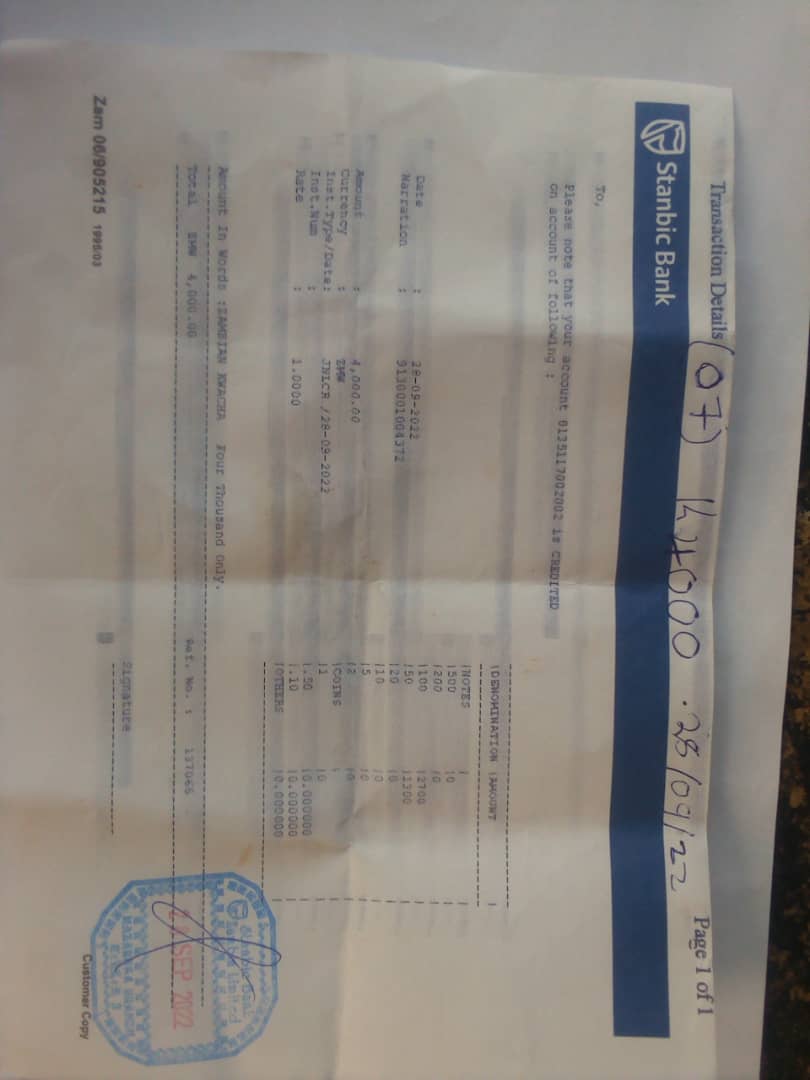 Transaction Details (07) K4000 . 28/09/22 Page 1 of 1
Stanbic Bank
To,
Please note that your account 0135117002002 is CREDITED
on account of following :
|DENOMINATION |AMOUNT |
Date : 28-09-2022
Narration : 9130001004372
|NOTES | |
|500 |0 |
|200 |0 |
|100 |2700 |
|50 |1300 |
|20 |0 |
|10 |0 |
|5 |0 |
|2 |0 |
|COINS | |
|1 |0 |
|.50 |0.000000 |
|.10 |0.000000 |
|OTHERS |0.000000 |
Amount : 4,000.00
Currency : ZMW
Inst.Type/Date: JNLCR /28-09-2022
Inst.Num :
Rate : 1.0000
Amount In Words :ZAMBIAN KWACHA Four Thousand Only.
Total ZMW 4,000.00 Ref. No. : 137066
Signature
Stanbic Bank
Limited
SEP 2022
BRANCH
Zam 06/905215 1995/03
Customer Copy